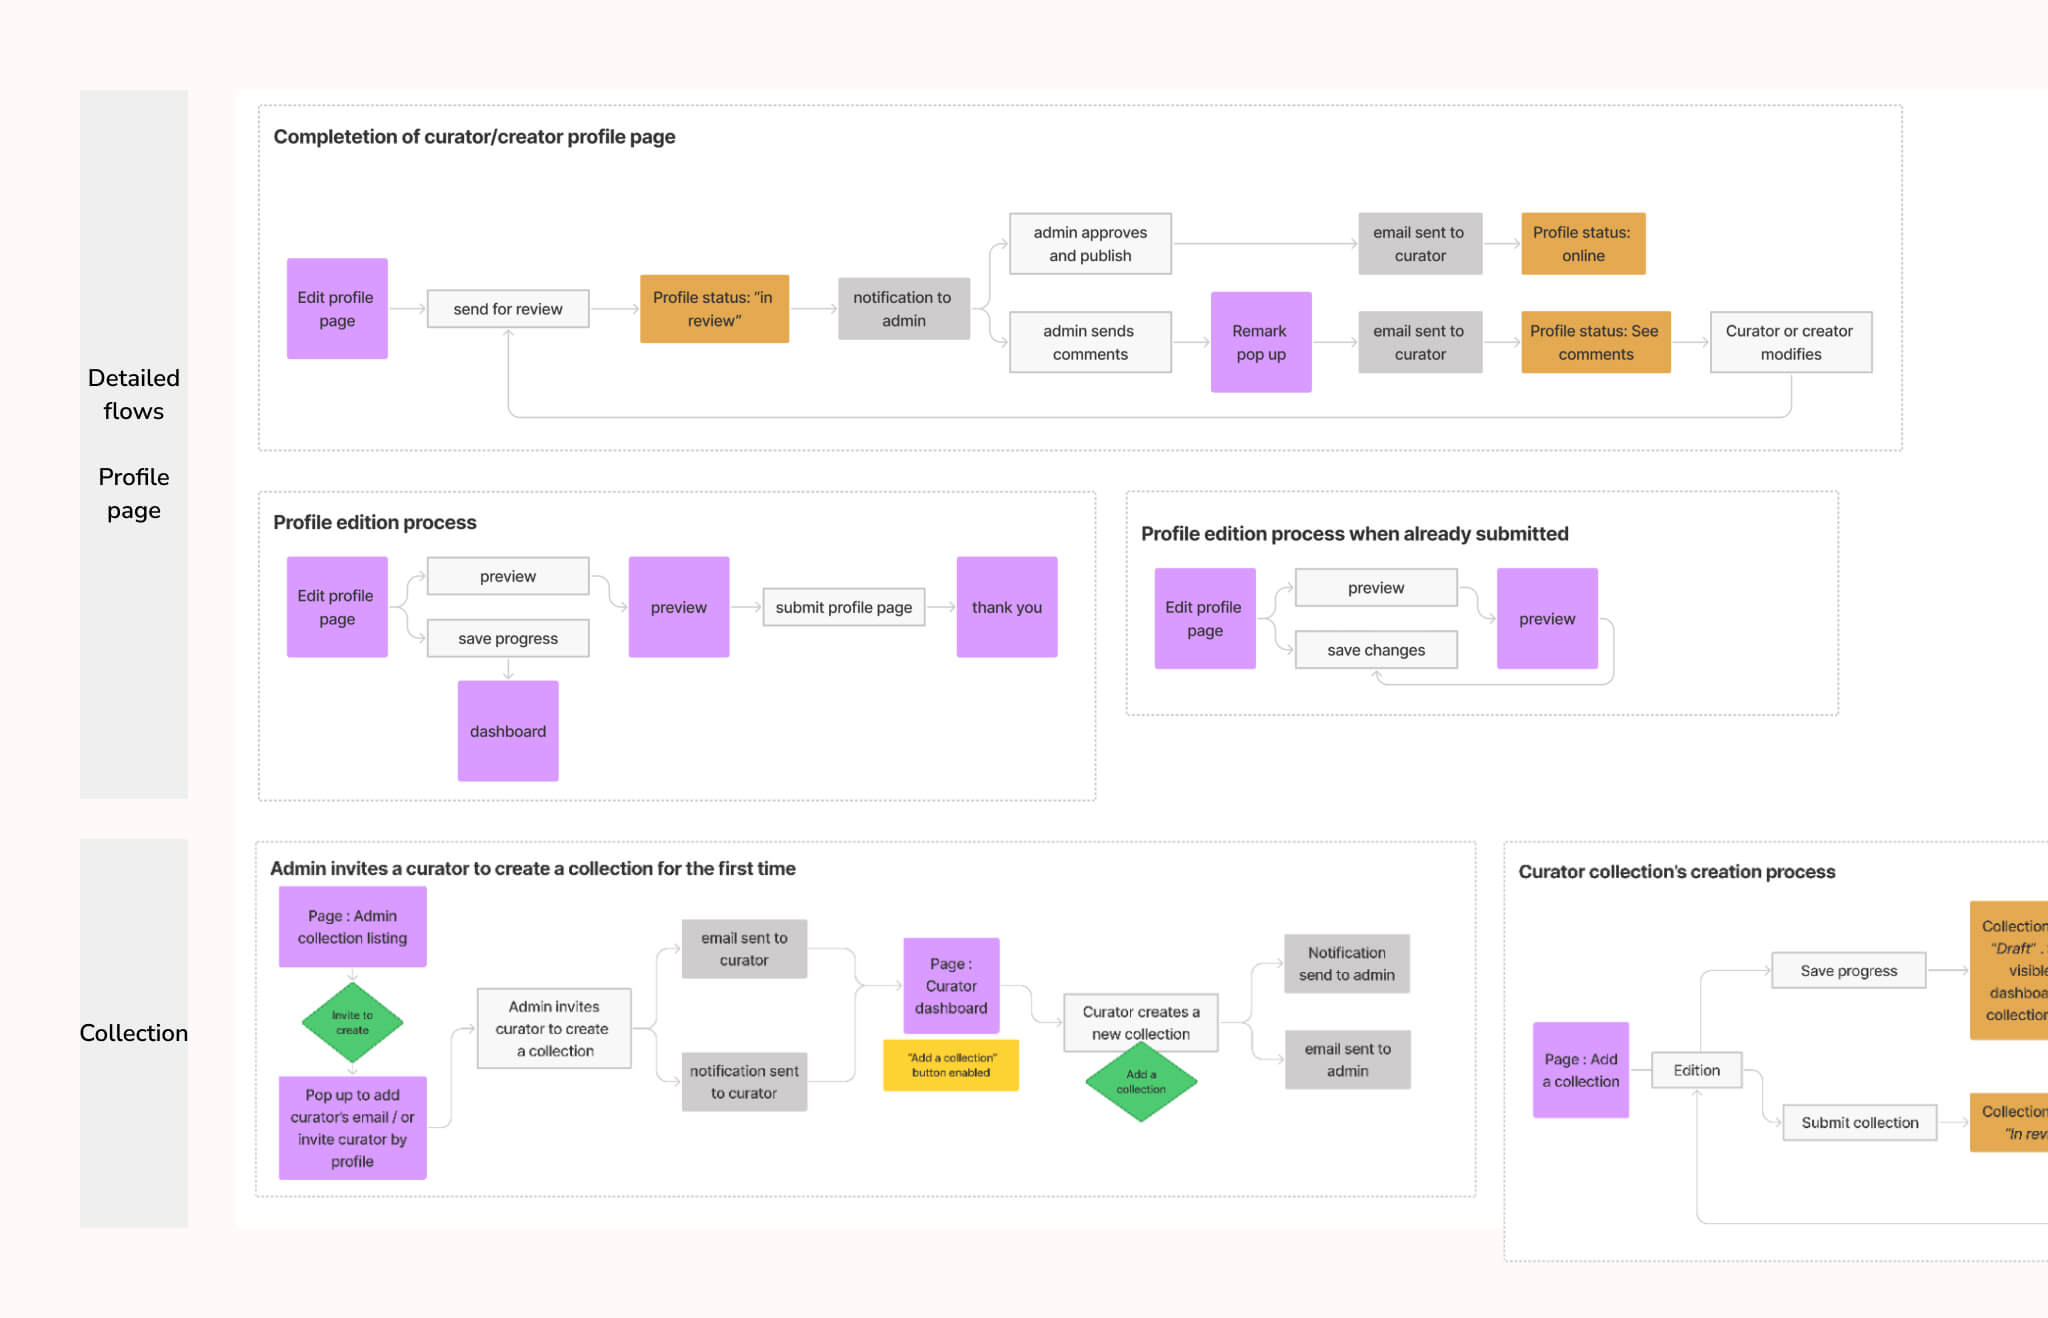 Detailed
flows
Profile
page
Completetion of curator/creator profile page
Edit profile
page
send for review
Profile status: “in
review”
notification to
admin
admin approves
and publish
email sent to
curator
Profile status:
online
admin sends
comments
Remark
pop up
email sent to
curator
Profile status: See
comments
Curator or creator
modifies
Profile edition process
Edit profile
page
preview
save progress
dashboard
preview
submit profile page
thank you
Profile edition process when already submitted
Edit profile
page
preview
save changes
preview
Collection
Admin invites a curator to create a collection for the first time
Page : Admin
collection listing
Invite to
create
Pop up to add
curator's email / or
invite curator by
profile
Admin invites
curator to create
a collection
email sent to
curator
notification sent
to curator
Page :
Curator
dashboard
“Add a collection”
button enabled
Curator creates a
new collection
Add a
collection
Notification
send to admin
email sent to
admin
Curator collection's creation process
Page : Add
a collection
Edition
Save progress
Submit collection
Collection
“Draft” .
visible
collection
Collection
“In